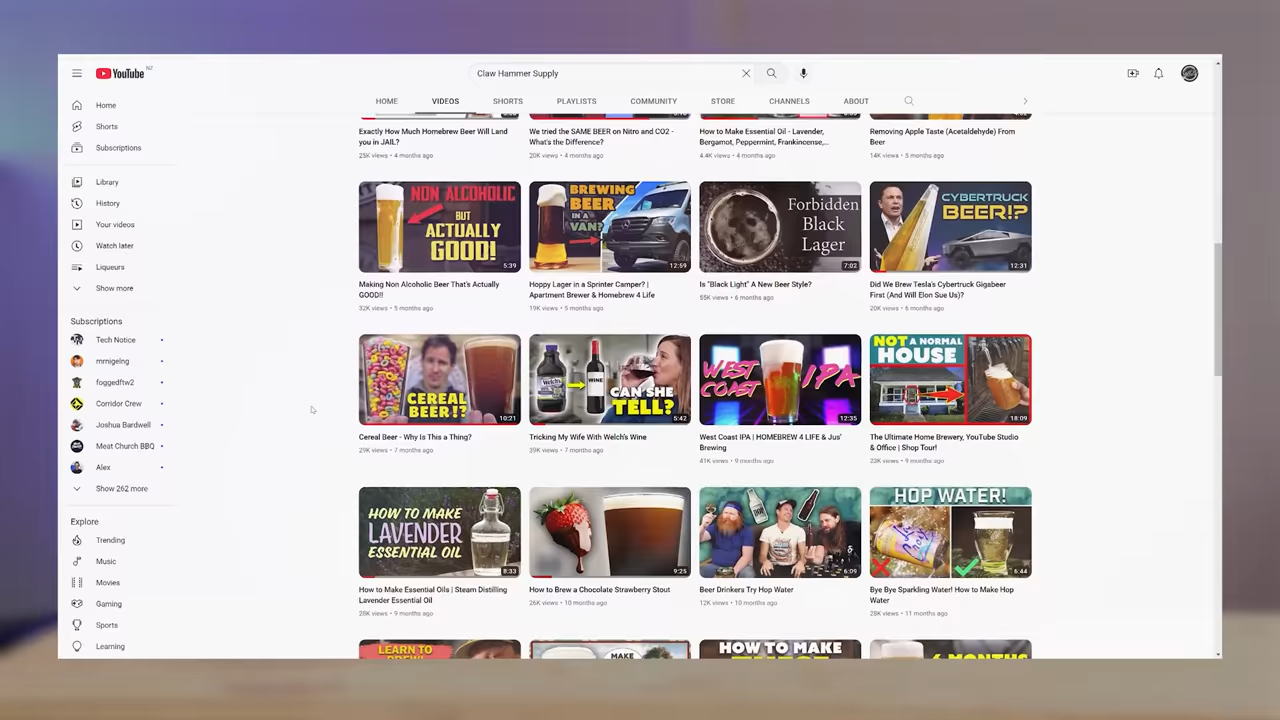 YouTube NZ
Claw Hammer Supply
HOME VIDEOS SHORTS PLAYLISTS COMMUNITY STORE CHANNELS ABOUT
Home
Shorts
Subscriptions
Library
History
Your videos
Watch later
Liqueurs
Show more
Subscriptions
Tech Notice
mrnigelng
foggedftw2
Corridor Crew
Joshua Bardwell
Meat Church BBQ
Alex
Show 262 more
Explore
Trending
Music
Movies
Gaming
Sports
Learning
Exactly How Much Homebrew Beer Will Land
you in JAIL?
25K views • 4 months ago
We tried the SAME BEER on Nitro and CO2 -
What's the Difference?
20K views • 4 months ago
How to Make Essential Oil - Lavender,
Bergamot, Peppermint, Frankincense,...
4.4K views • 4 months ago
Removing Apple Taste (Acetaldehyde) From
Beer
14K views • 5 months ago
NON ALCOHOLIC
BUT
ACTUALLY
GOOD!
5:39
Making Non Alcoholic Beer That's Actually
GOOD!!
32K views • 5 months ago
BREWING
BEER
IN A
VAN?
12:59
Hoppy Lager in a Sprinter Camper? |
Apartment Brewer & Homebrew 4 Life
19K views • 5 months ago
Forbidden
Black
Lager
7:02
Is "Black Light" A New Beer Style?
55K views • 6 months ago
CYBERTRUCK
BEER!?
12:31
Did We Brew Tesla's Cybertruck Gigabeer
First (And Will Elon Sue Us)?
20K views • 6 months ago
CEREAL
BEER!?
10:21
Cereal Beer - Why Is This a Thing?
29K views • 7 months ago
Welch's
WINE
CAN SHE
TELL?
5:42
Tricking My Wife With Welch's Wine
39K views • 7 months ago
WEST
COAST
IPA
12:35
West Coast IPA | HOMEBREW 4 LIFE & Jus'
Brewing
41K views • 9 months ago
NOT A NORMAL
HOUSE
18:09
The Ultimate Home Brewery, YouTube Studio
& Office | Shop Tour!
23K views • 9 months ago
HOW TO MAKE
LAVENDER
ESSENTIAL OIL
8:33
How to Make Essential Oils | Steam Distilling
Lavender Essential Oil
28K views • 9 months ago
9:25
How to Brew a Chocolate Strawberry Stout
26K views • 10 months ago
6:09
Beer Drinkers Try Hop Water
12K views • 10 months ago
HOP WATER!
6:44
Bye Bye Sparkling Water! How to Make Hop
Water
28K views • 11 months ago
LEARN TO
MAKE
HOW TO MAKE
6 MONTHS